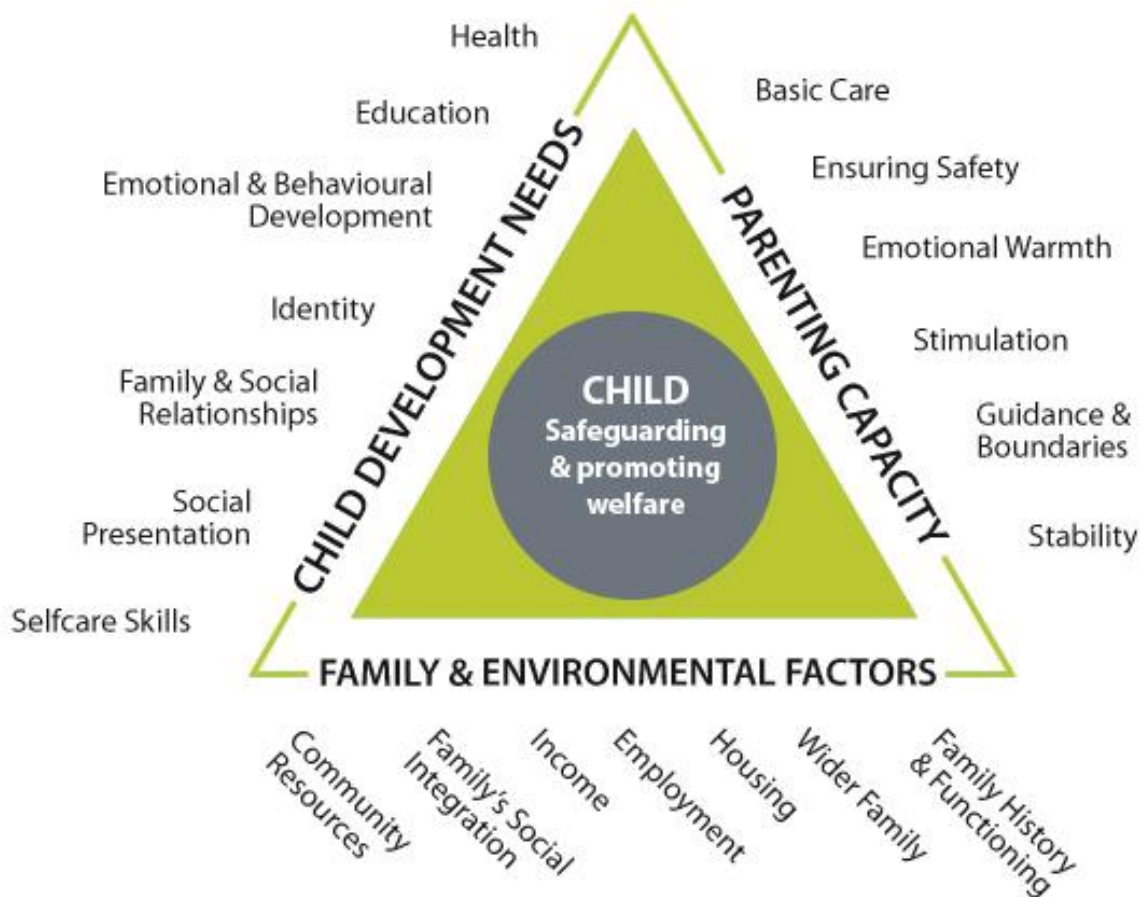 Health
Education
Emotional & Behavioural
Development
Identity
Family & Social
Relationships
Social
Presentation
Selfcare Skills
CHILD DEVELOPMENT NEEDS
Basic Care
Ensuring Safety
Emotional Warmth
Stimulation
Guidance &
Boundaries
Stability
PARENTING CAPACITY
CHILD
Safeguarding
& promoting
welfare
FAMILY & ENVIRONMENTAL FACTORS
Community
Resources
Family's Social
Integration
Income
Employment
Housing
Wider Family
Family History
& Functioning